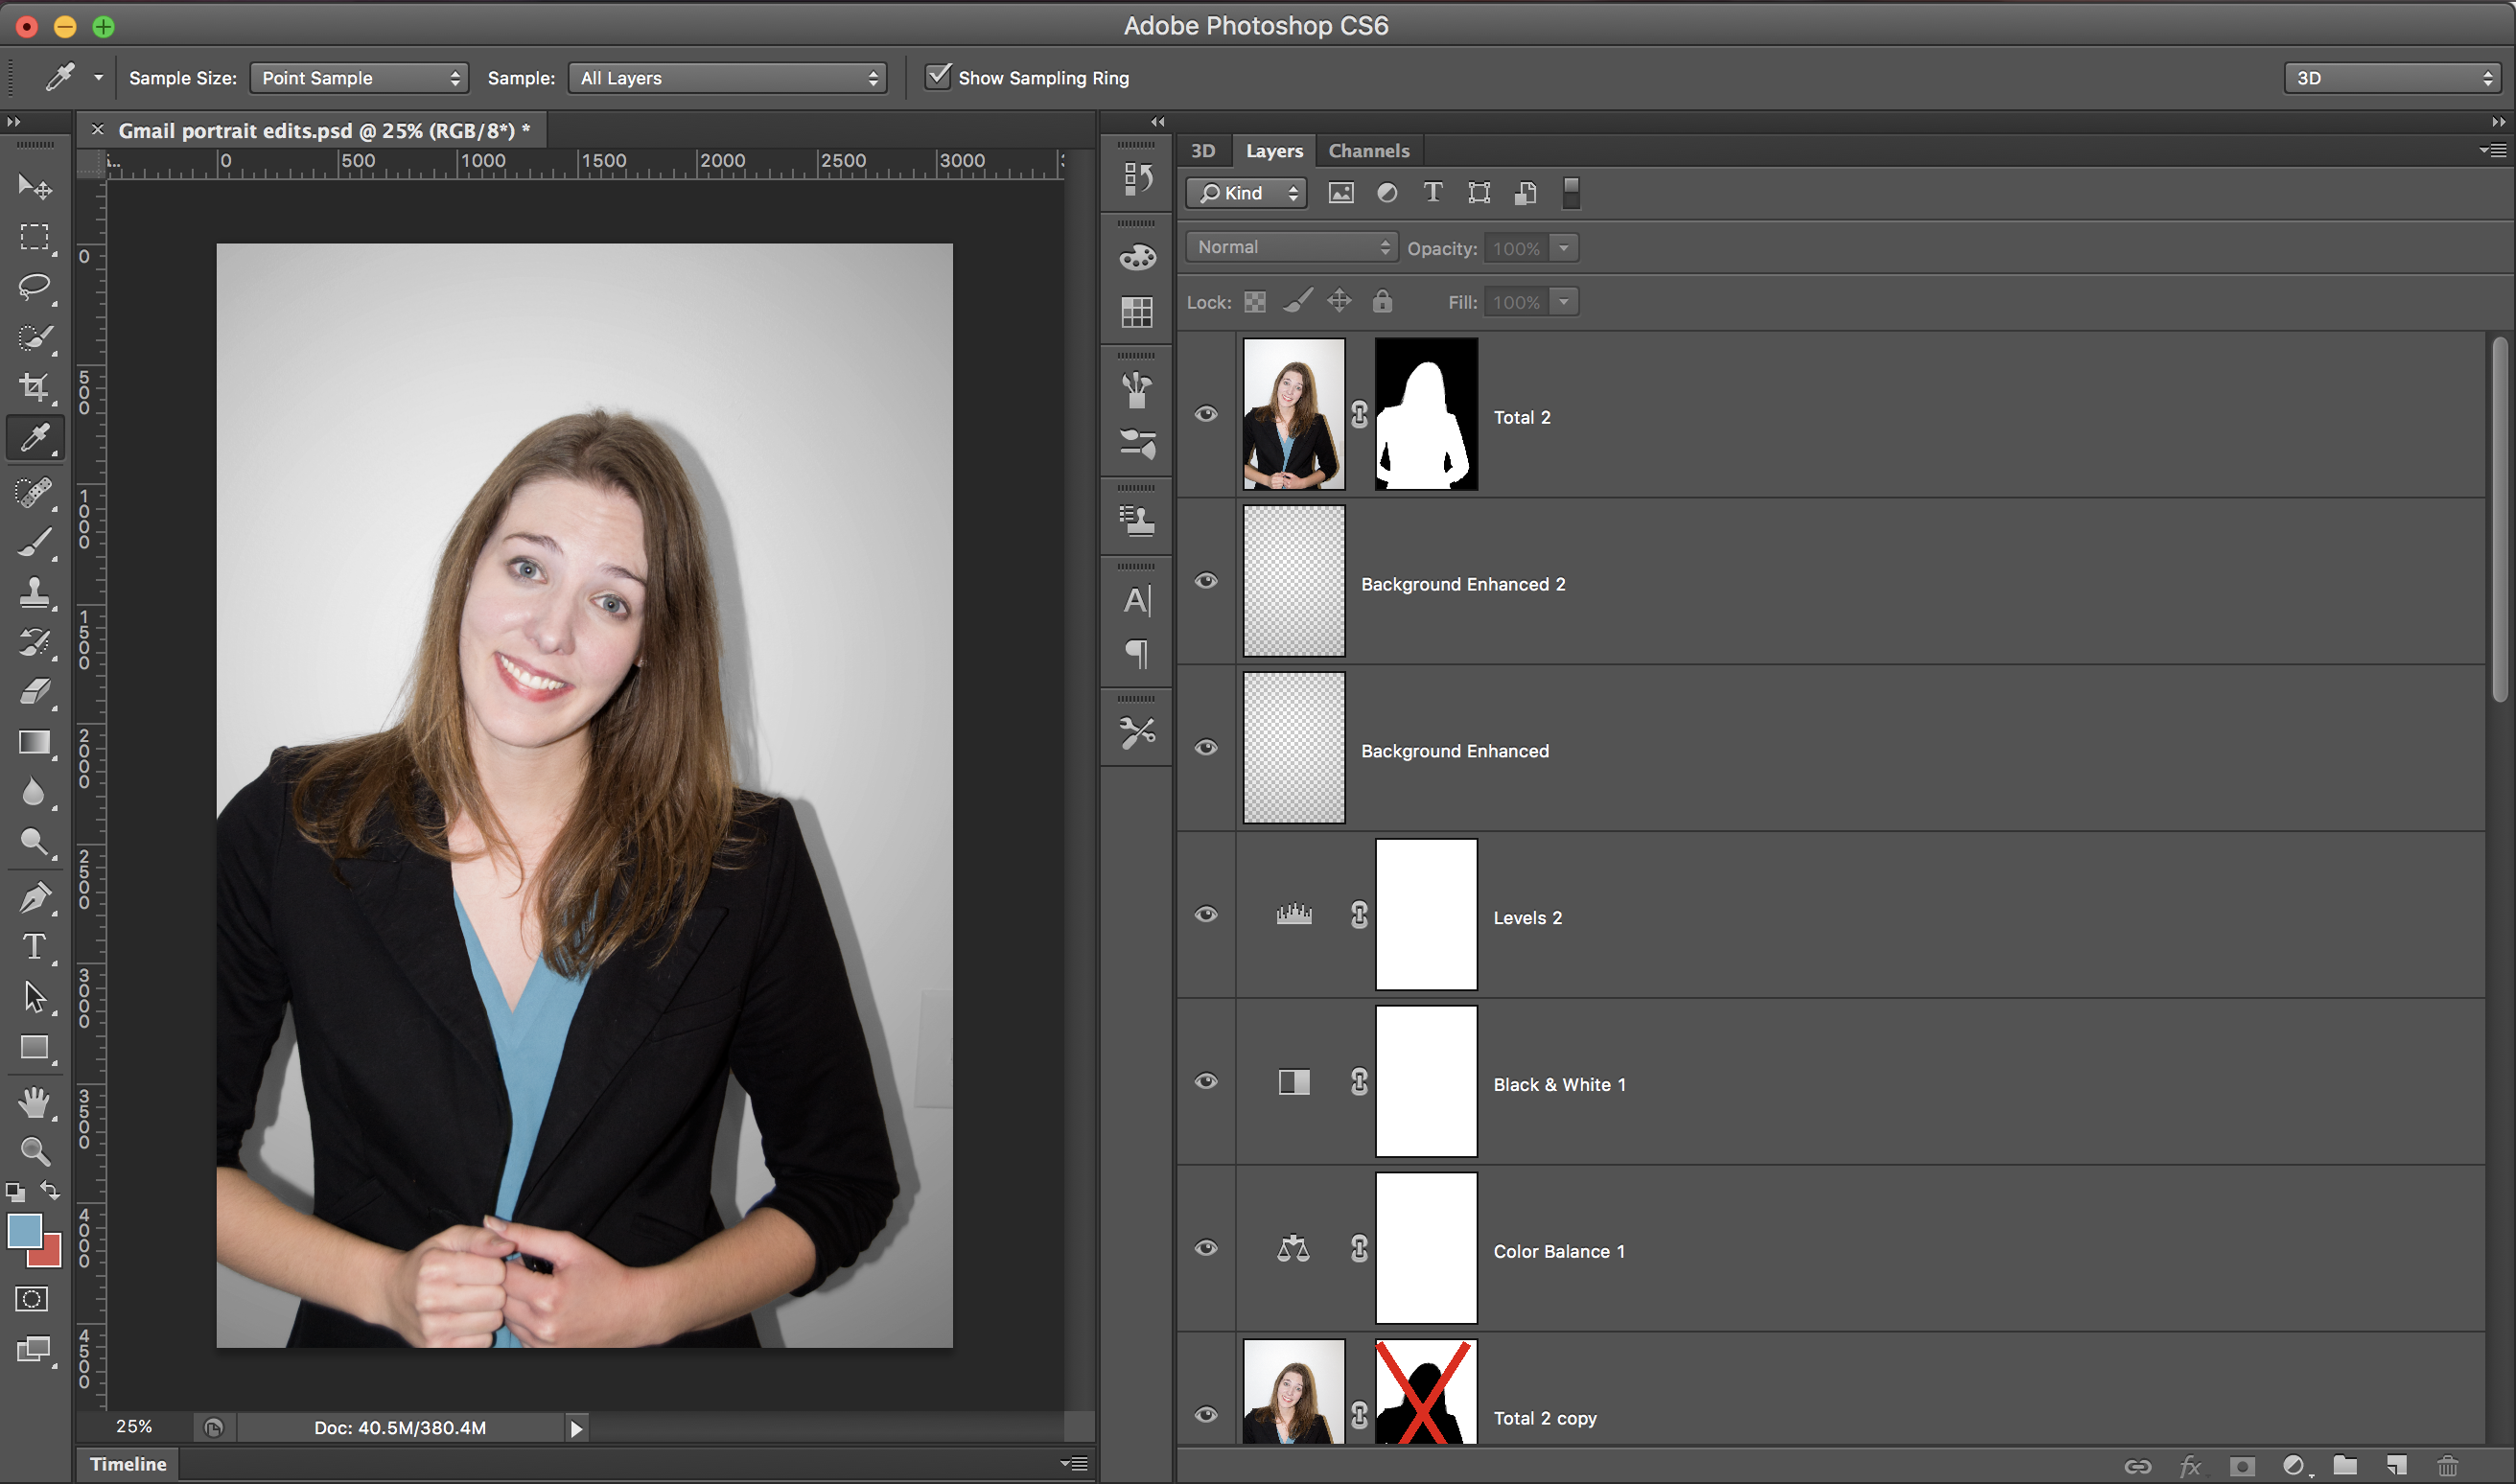 Adobe Photoshop CS6
Sample Size: Point Sample Sample: All Layers Show Sampling Ring 3D
Gmail portrait edits.psd @ 25% (RGB/8*) *
0 500 1000 1500 2000 2500 3000
0
500
1000
1500
2000
2500
3000
3500
4000
4500
3D Layers Channels
Kind
Normal Opacity: 100%
Lock: Fill: 100%
Total 2
Background Enhanced 2
Background Enhanced
Levels 2
Black & White 1
Color Balance 1
Total 2 copy
25% Doc: 40.5M/380.4M
Timeline
fx